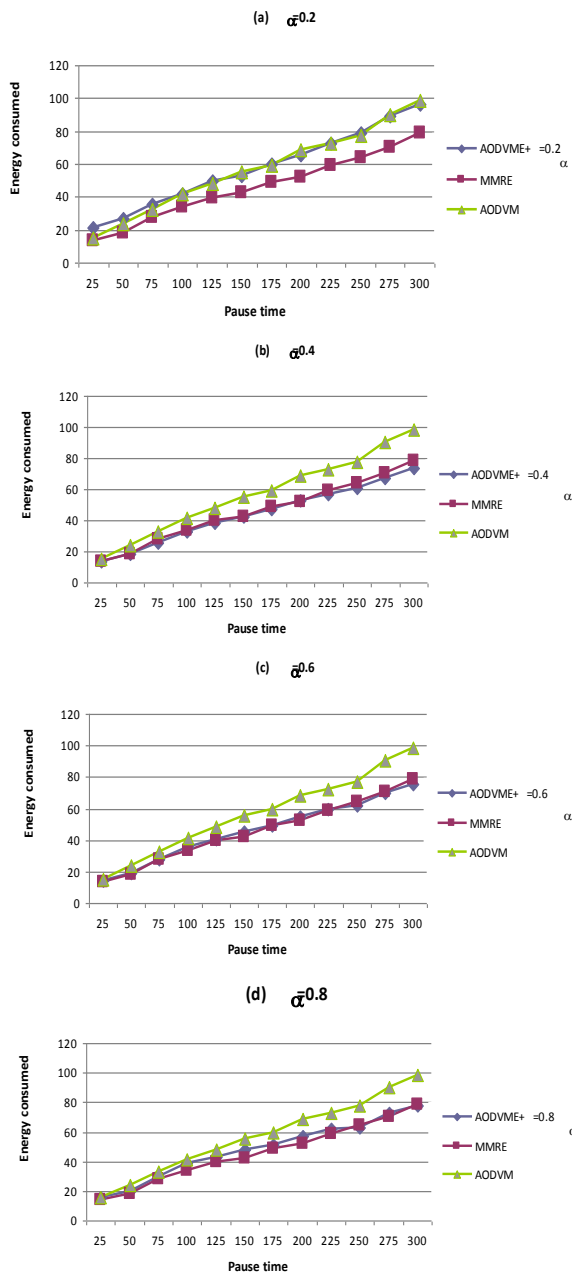 (a) α=0.2
Energy consumed
120
100
80
60
40
20
0
25 50 75 100 125 150 175 200 225 250 275 300
Pause time
AODVME+ =0.2
α
MMRE
AODVM
(b) α=0.4
Energy consumed
120
100
80
60
40
20
0
25 50 75 100 125 150 175 200 225 250 275 300
Pause time
AODVME+ =0.4
α
MMRE
AODVM
(c) α=0.6
Energy consumed
120
100
80
60
40
20
0
25 50 75 100 125 150 175 200 225 250 275 300
Pause time
AODVME+ =0.6
α
MMRE
AODVM
(d) α=0.8
Energy consumed
120
100
80
60
40
20
0
25 50 75 100 125 150 175 200 225 250 275 300
Pause time
AODVME+ =0.8
α
MMRE
AODVM